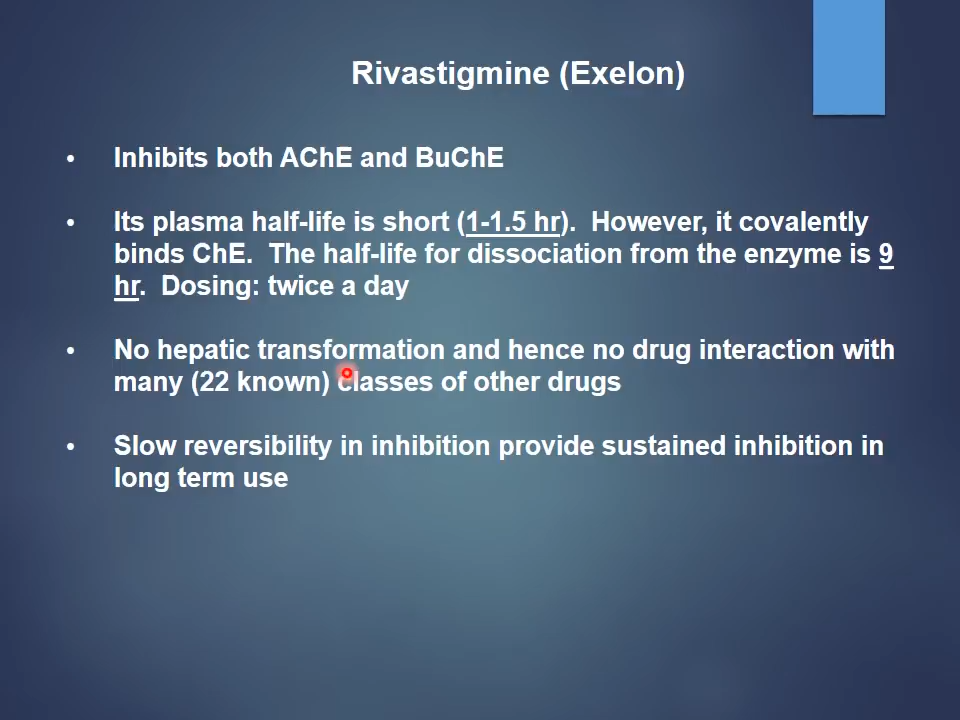 Rivastigmine (Exelon)
• Inhibits both AChE and BuChE
• Its plasma half-life is short (1-1.5 hr).  However, it covalently
binds ChE.  The half-life for dissociation from the enzyme is 9
hr.  Dosing: twice a day
• No hepatic transformation and hence no drug interaction with
many (22 known) classes of other drugs
• Slow reversibility in inhibition provide sustained inhibition in
long term use